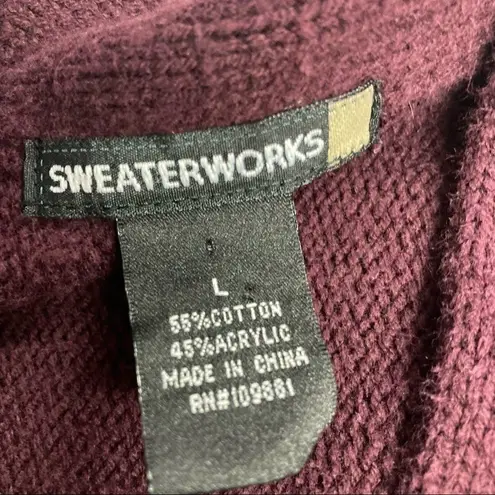 SWEATERWORKS
L
55%COTTON
45%ACRYLIC
MADE IN CHINA
RN#109881